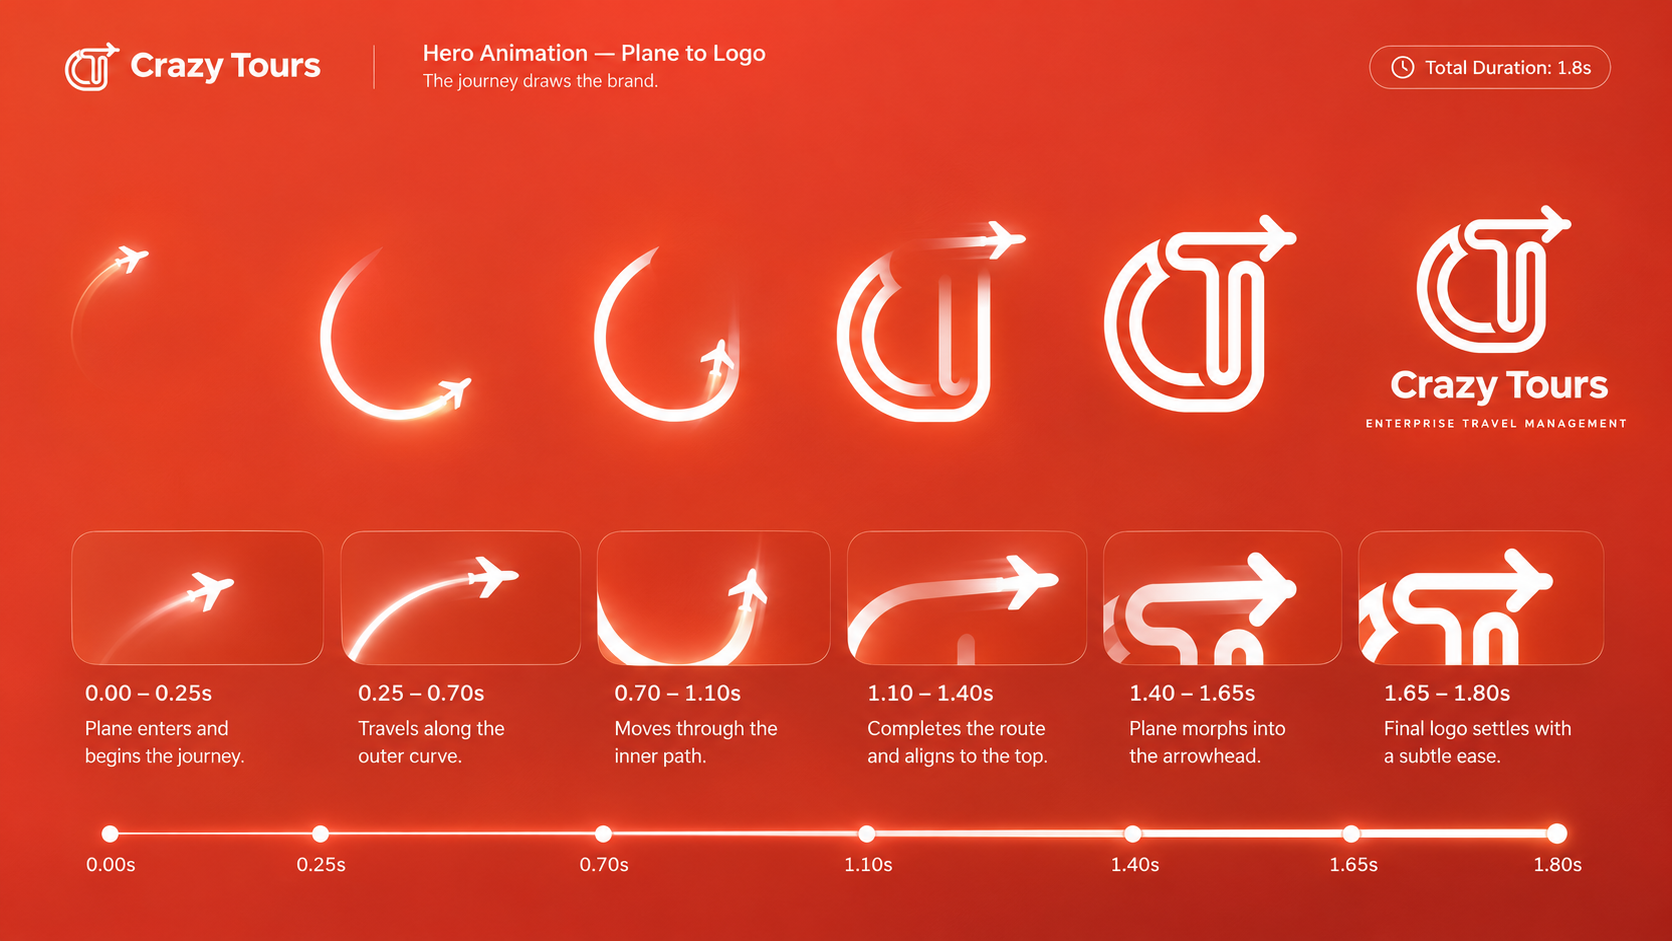 Crazy Tours
Hero Animation — Plane to Logo
The journey draws the brand.
Total Duration: 1.8s
Crazy Tours
ENTERPRISE TRAVEL MANAGEMENT
0.00 – 0.25s
Plane enters and
begins the journey.
0.25 – 0.70s
Travels along the
outer curve.
0.70 – 1.10s
Moves through the
inner path.
1.10 – 1.40s
Completes the route
and aligns to the top.
1.40 – 1.65s
Plane morphs into
the arrowhead.
1.65 – 1.80s
Final logo settles with
a subtle ease.
0.00s
0.25s
0.70s
1.10s
1.40s
1.65s
1.80s